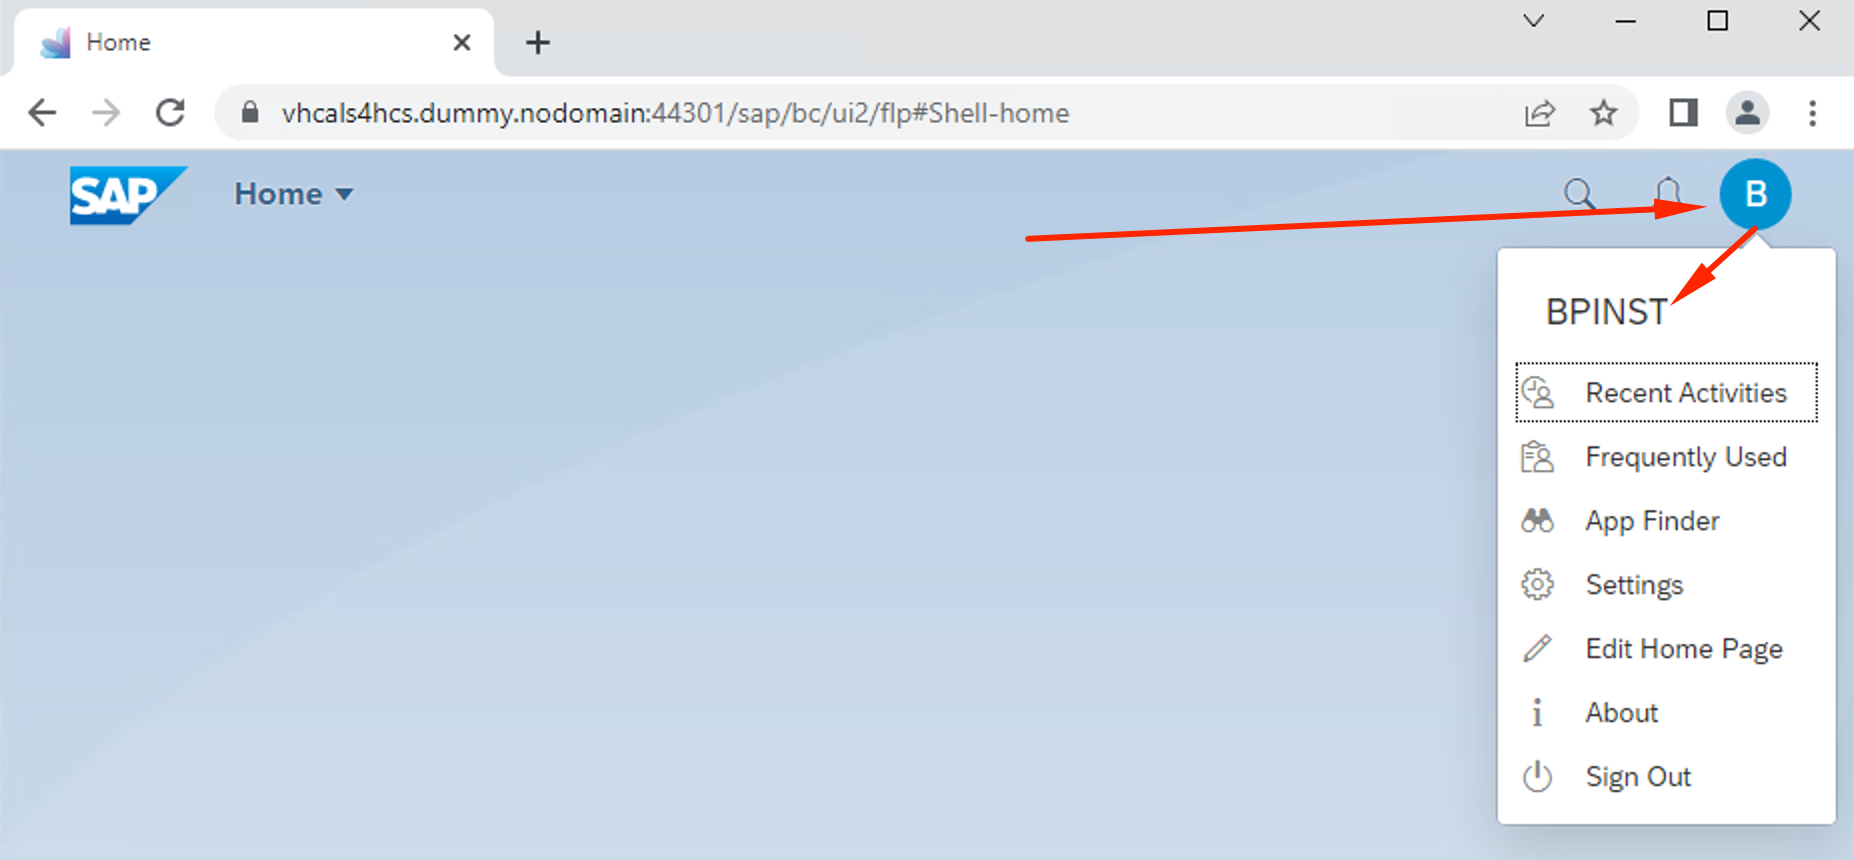 Home
vhcals4hcs.dummy.nodomain:44301/sap/bc/ui2/flp#Shell-home
SAP Home B
BPINST
Recent Activities
Frequently Used
App Finder
Settings
Edit Home Page
About
Sign Out